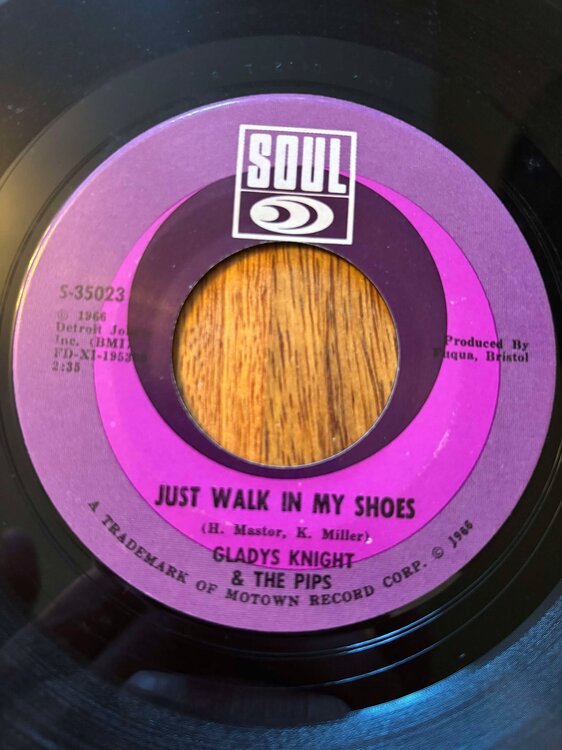 SOUL
S-35023
© 1966
Detroit
Inc. (BMI)
2:35
Produced By
Fuqua, Bristol
JUST WALK IN MY SHOES
(H. Mastor, K. Miller)
GLADYS KNIGHT
& THE PIPS
A TRADEMARK OF MOTOWN RECORD CORP. © 1966